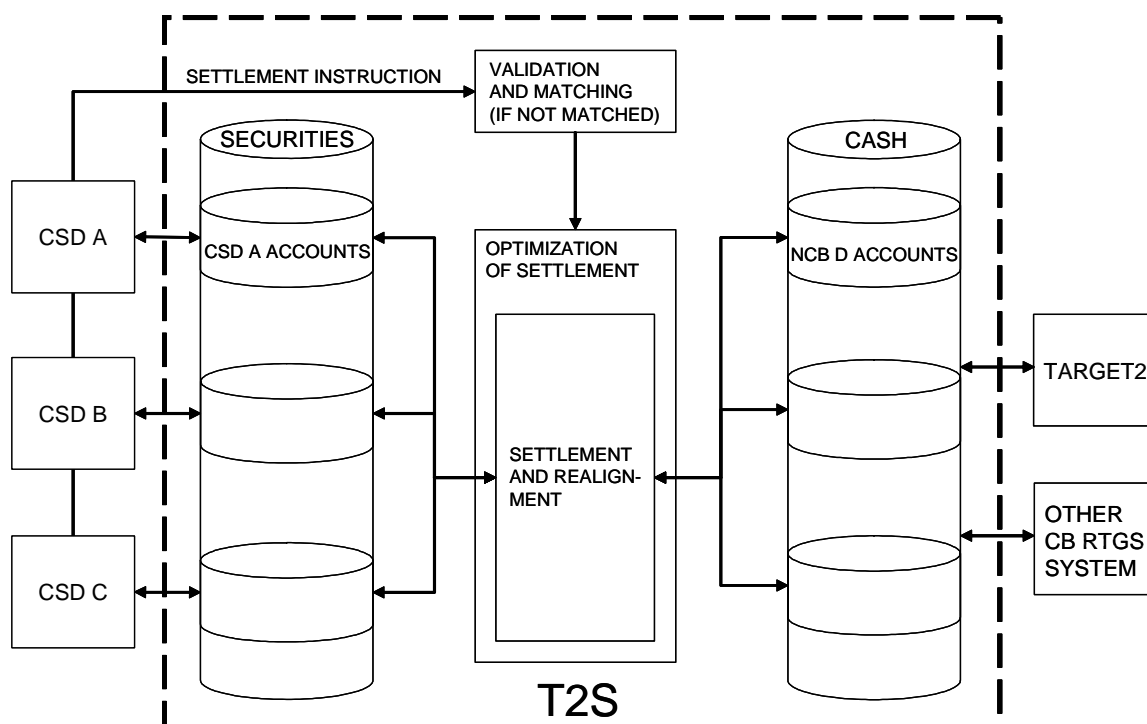 SETTLEMENT INSTRUCTION
VALIDATION
AND MATCHING
(IF NOT MATCHED)
SECURITIES
CASH
CSD A
CSD A ACCOUNTS
OPTIMIZATION
OF SETTLEMENT
NCB D ACCOUNTS
TARGET2
CSD B
SETTLEMENT
AND REALIGN-
MENT
OTHER
CB RTGS
SYSTEM
CSD C
T2S